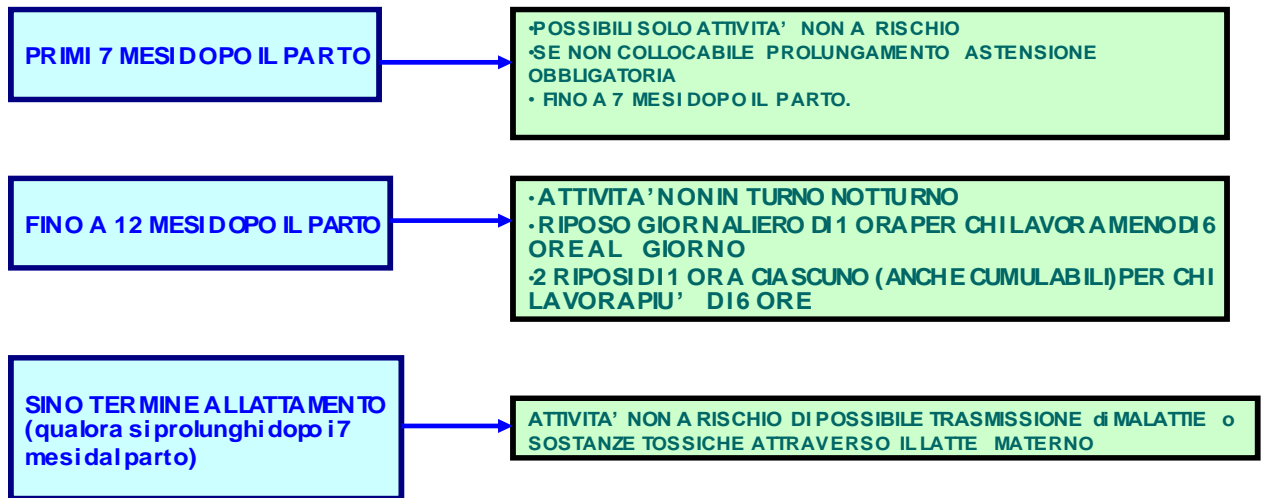 PRIMI 7 MESI DOPO IL PARTO
•POSSIBILI SOLO ATTIVITA' NON A RISCHIO
•SE NON COLLOCABILE PROLUNGAMENTO ASTENSIONE
OBBLIGATORIA
• FINO A 7 MESI DOPO IL PARTO.
FINO A 12 MESI DOPO IL PARTO
•ATTIVITA' NON IN TURNO NOTTURNO
•RIPOSO GIORNALIERO DI 1 ORA PER CHI LAVORA MENO DI 6
ORE AL GIORNO
•2 RIPOSI DI 1 ORA CIASCUNO (ANCHE CUMULABILI) PER CHI
LAVORA PIU' DI 6 ORE
SINO TERMINE ALLATTAMENTO
(qualora si prolunghi dopo i 7
mesi dal parto)
ATTIVITA' NON A RISCHIO DI POSSIBILE TRASMISSIONE di MALATTIE o
SOSTANZE TOSSICHE ATTRAVERSO IL LATTE MATERNO